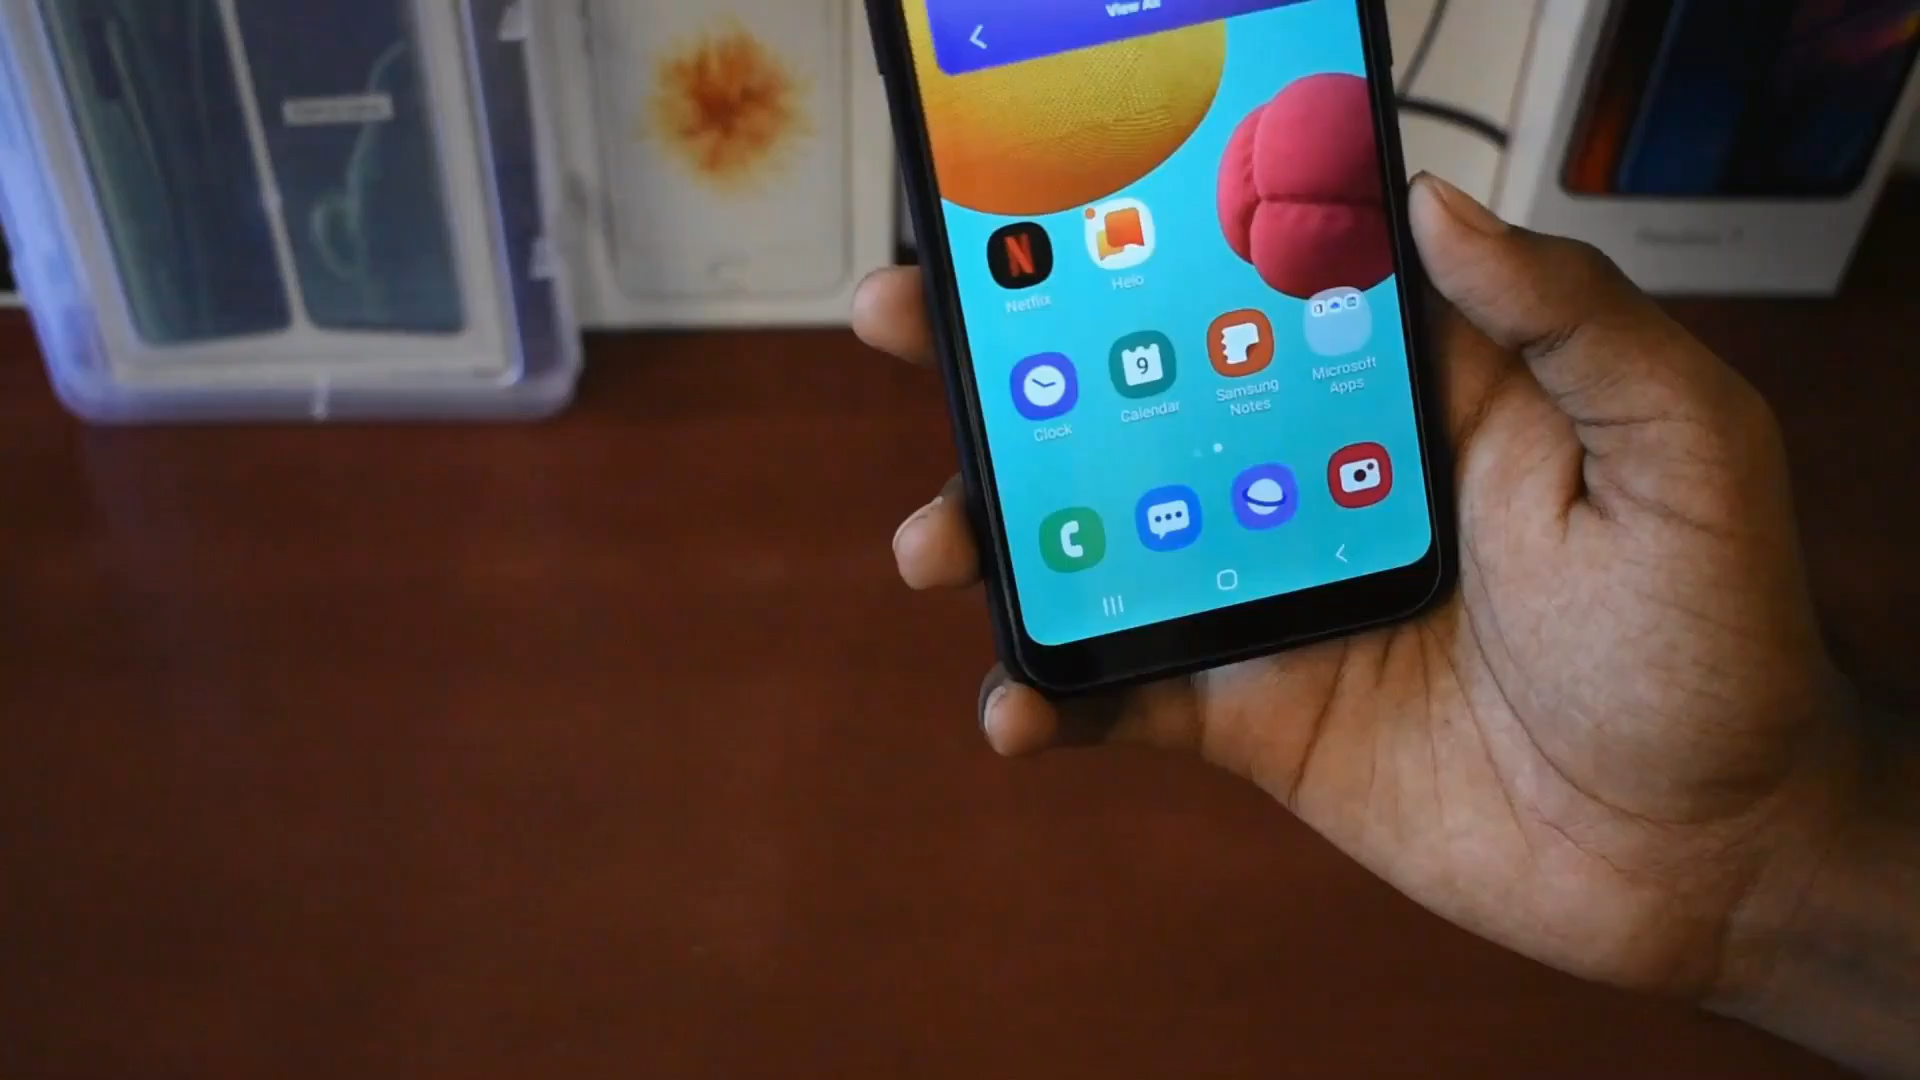 View All
N
Netflix
Helo
Clock
9
Calendar
Samsung
Notes
Microsoft
Apps